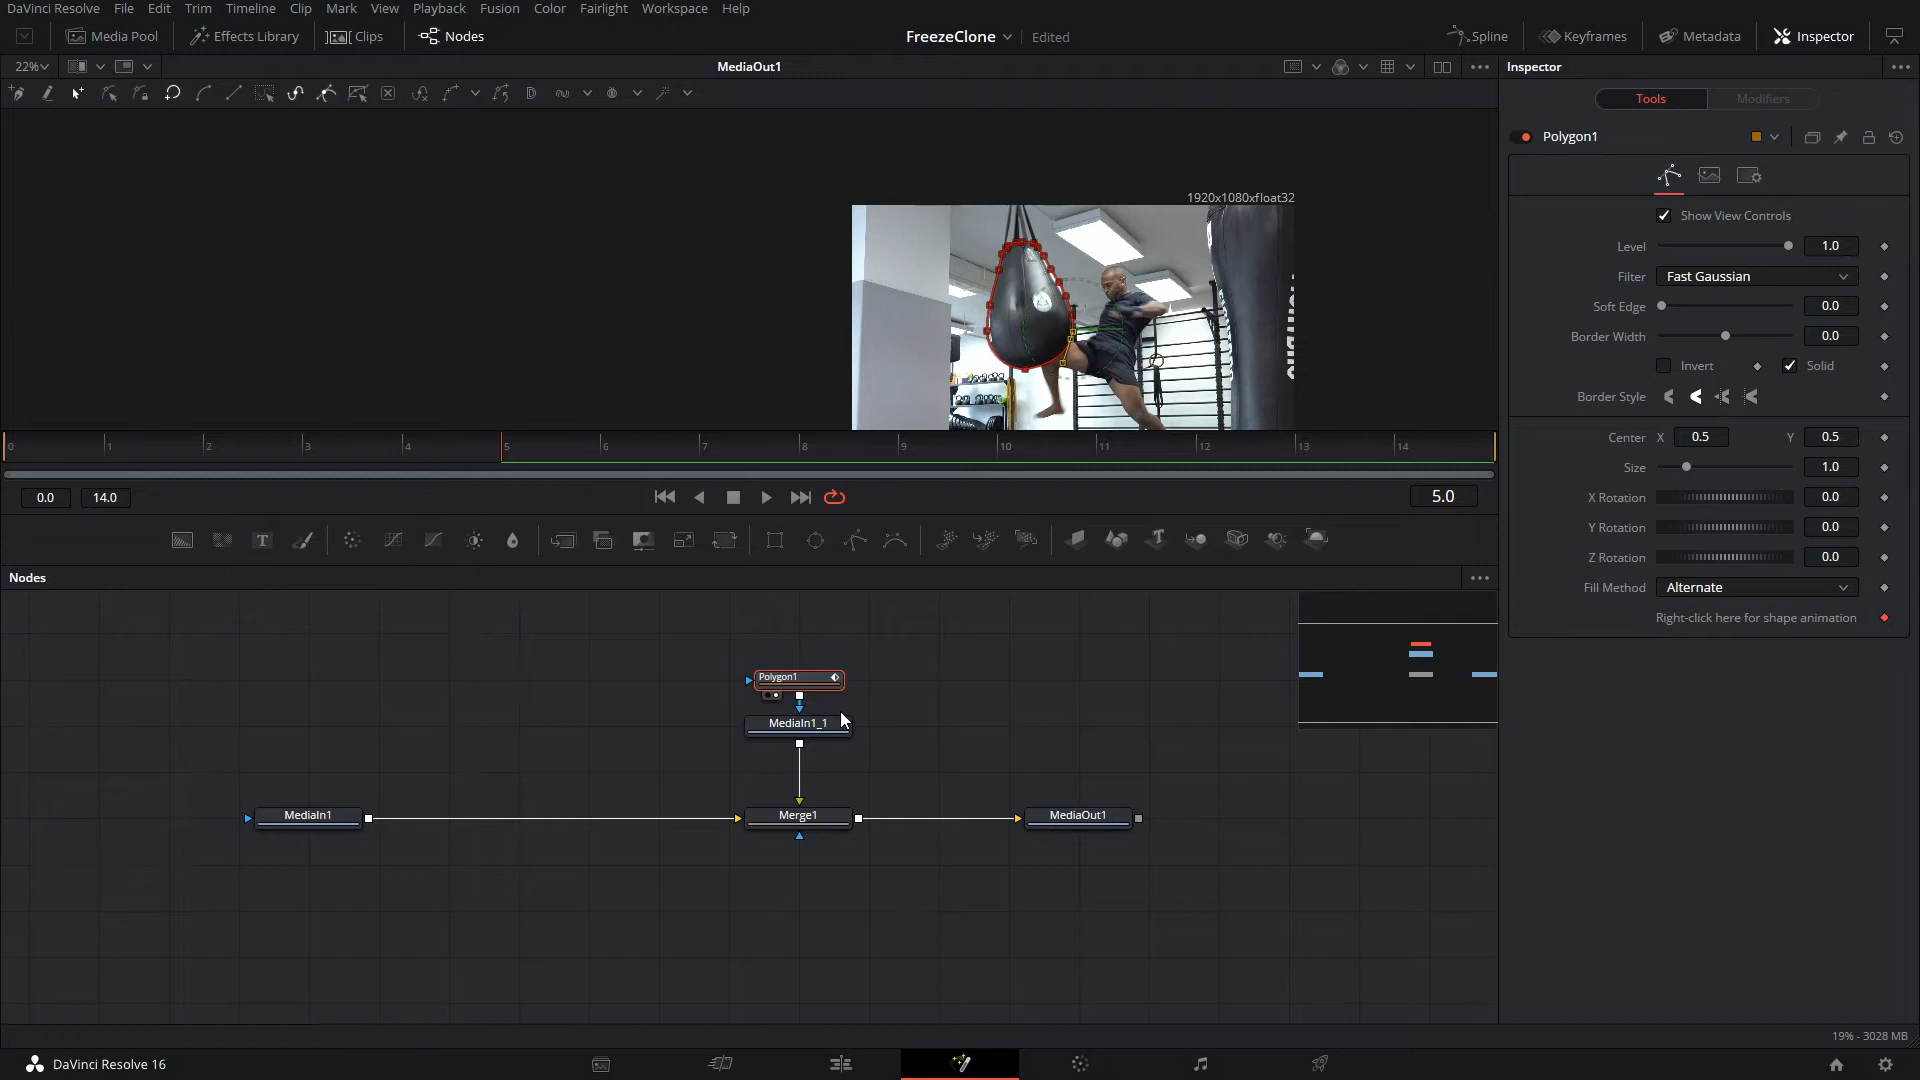 DaVinci Resolve File Edit Trim Timeline Clip Mark View Playback Fusion Color Fairlight Workspace Help
Media Pool Effects Library Clips Nodes FreezeClone Edited Spline Keyframes Metadata Inspector
22% MediaOut1 Inspector
Tools Modifiers
Polygon1
1920x1080xfloat32
Show View Controls
Level 1.0
Filter Fast Gaussian
Soft Edge 0.0
Border Width 0.0
Invert Solid
Border Style
Center X 0.5 Y 0.5
0 1 2 3 4 5 6 7 8 9 10 11 12 13 14
Size 1.0
0.0 14.0 5.0
X Rotation 0.0
Y Rotation 0.0
Z Rotation 0.0
Nodes
Fill Method Alternate
Right-click here for shape animation
Polygon1
MediaIn1_1
MediaIn1 Merge1 MediaOut1
19% - 3028 MB
DaVinci Resolve 16